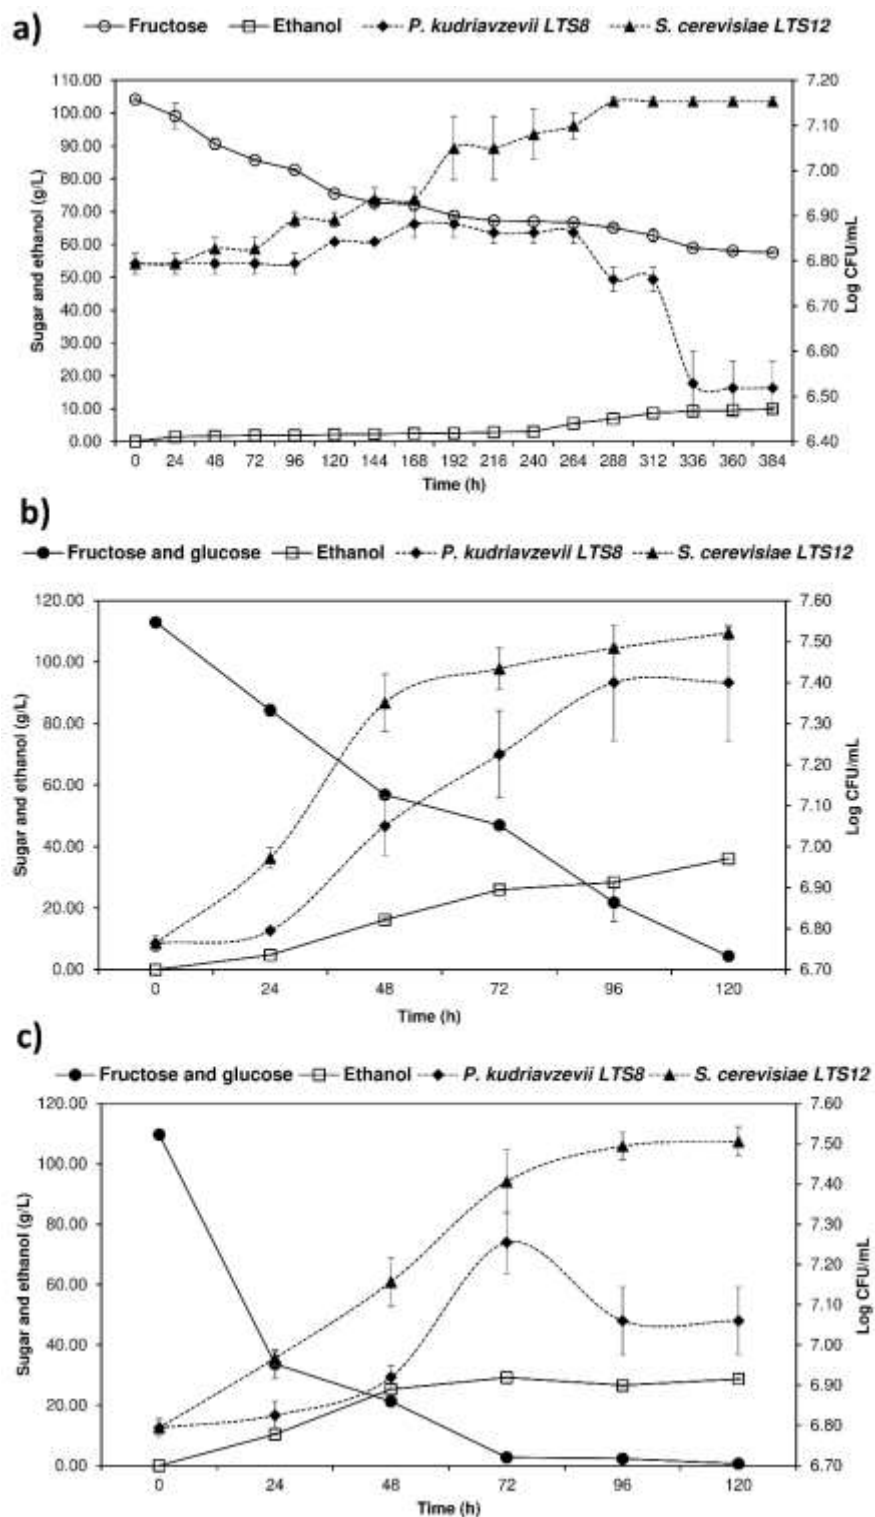 a)
Fructose Ethanol P. kudriavzevii LTS8 S. cerevisiae LTS12
110.00 7.20
100.00 7.10
90.00
80.00 7.00
70.00 6.90
60.00
50.00 6.80
40.00 6.70
30.00
20.00 6.60
10.00 6.50
0.00 6.40
Sugar and ethanol (g/L)
Log CFU/mL
0 24 48 72 96 120 144 168 192 216 240 264 288 312 336 360 384
Time (h)
b)
Fructose and glucose Ethanol P. kudriavzevii LTS8 S. cerevisiae LTS12
120.00 7.60
7.50
100.00 7.40
80.00 7.30
7.20
60.00
7.10
40.00 7.00
6.90
20.00 6.80
0.00 6.70
Sugar and ethanol (g/L)
Log CFU/mL
0 24 48 72 96 120
Time (h)
c)
Fructose and glucose Ethanol P. kudriavzevii LTS8 S. cerevisiae LTS12
120.00 7.60
7.50
100.00 7.40
80.00 7.30
7.20
60.00
7.10
40.00 7.00
6.90
20.00 6.80
0.00 6.70
Sugar and ethanol (g/L)
Log CFU/mL
0 24 48 72 96 120
Time (h)